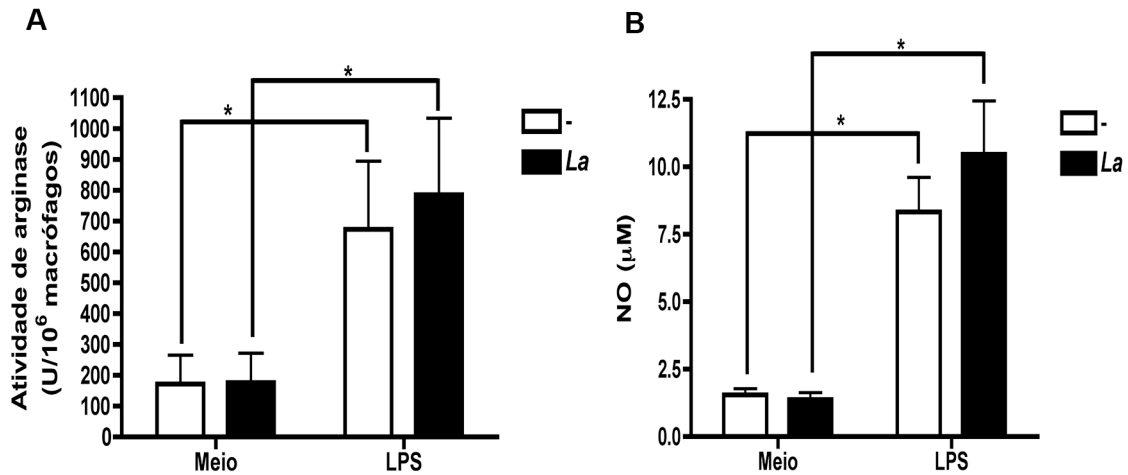 A
Atividade de arginase
(U/10⁶ macrófagos)
1100
1000
900
800
700
600
500
400
300
200
100
0
*
*
Meio
LPS
-
La
B
NO (μM)
12.5
10.0
7.5
5.0
2.5
0.0
*
*
Meio
LPS
-
La